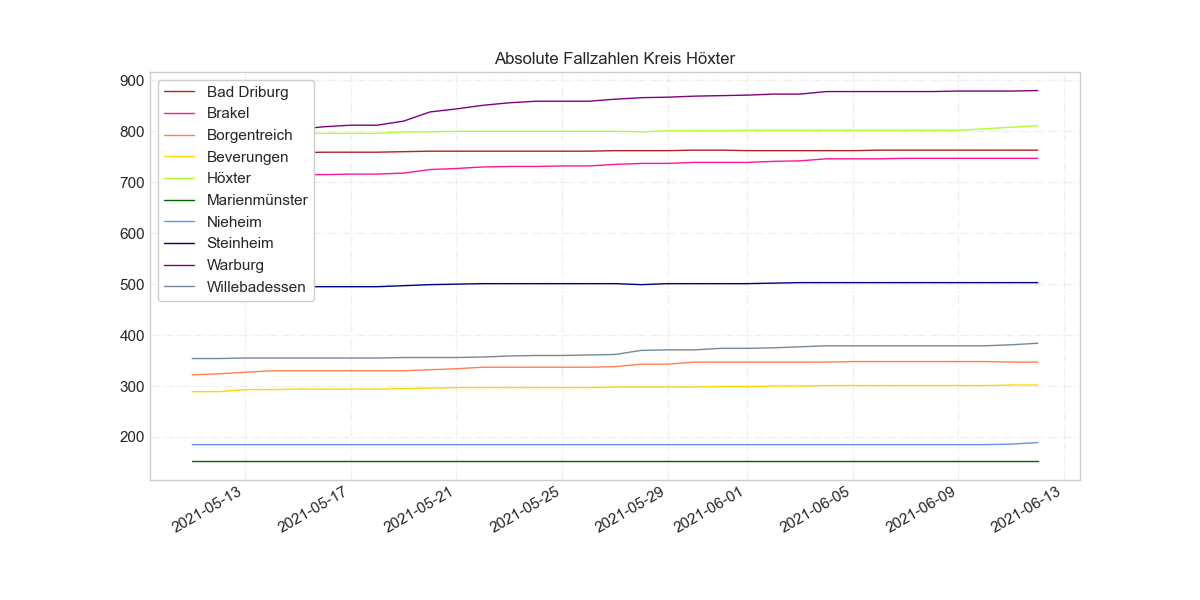 Absolute Fallzahlen Kreis Höxter
900
800
700
600
500
400
300
200
Bad Driburg
Brakel
Borgentreich
Beverungen
Höxter
Marienmünster
Nieheim
Steinheim
Warburg
Willebadessen
2021-05-13
2021-05-17
2021-05-21
2021-05-25
2021-05-29
2021-06-01
2021-06-05
2021-06-09
2021-06-13